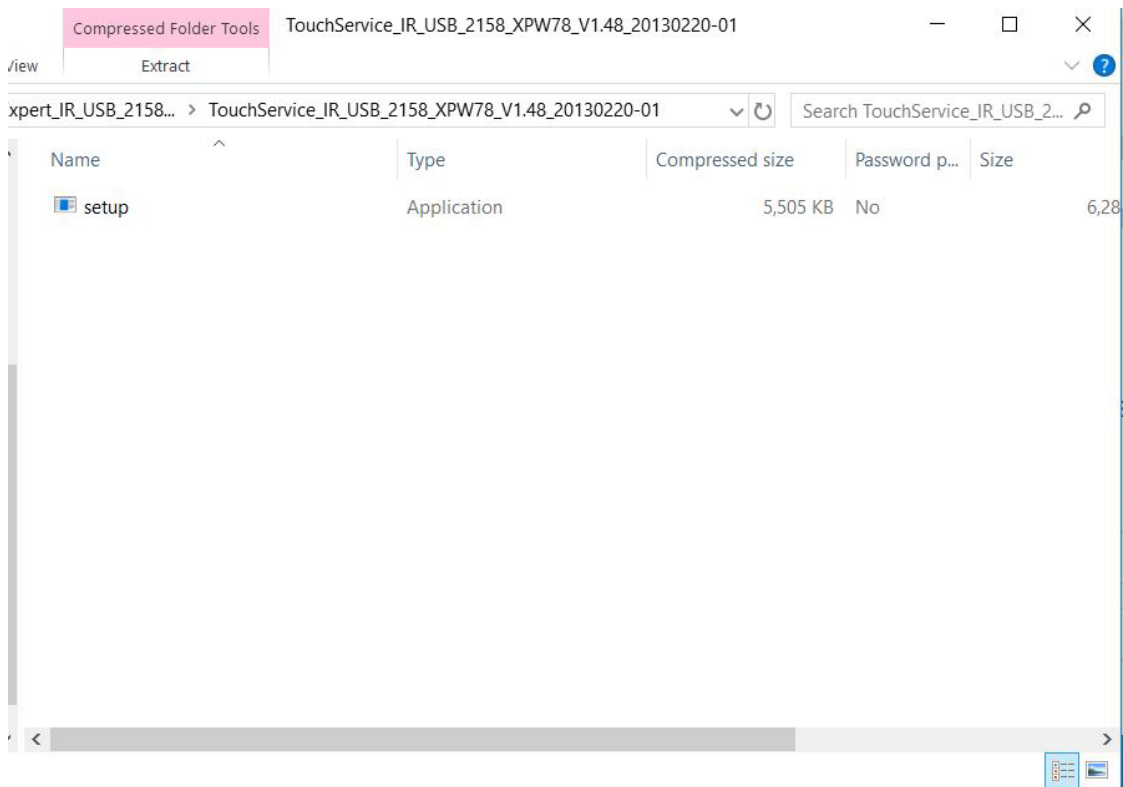 Compressed Folder Tools TouchService_IR_USB_2158_XPW78_V1.48_20130220-01
View Extract
xpert_IR_USB_2158... > TouchService_IR_USB_2158_XPW78_V1.48_20130220-01 Search TouchService_IR_USB_2...
Name Type Compressed size Password p... Size
setup Application 5,505 KB No 6,28